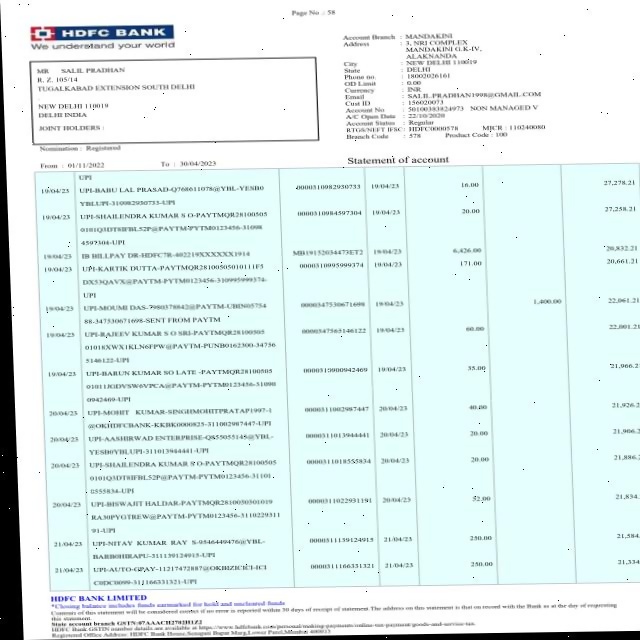 Page No .: 58
HDFC BANK
We understand your world
MR SALIL PRADHAN
R. Z. 105/14
TUGALKABAD EXTENSION SOUTH DELHI
NEW DELHI 110019
DELHI INDIA
JOINT HOLDERS :
Account Branch : MANDAKINI
Address : 3, NRI COMPLEX
MANDAKINI G.K-IV,
ALAKNANDA
City : NEW DELHI 110019
State : DELHI
Phone no. : 18002026161
OD Limit : 0.00
Currency : INR
Email : SALIL.PRADHAN1998@GMAIL.COM
Cust ID : 156020073
Account No : 50100383824973 NON MANAGED V
A/C Open Date : 22/10/2020
Account Status : Regular
RTGS/NEFT IFSC: HDFC0000578 MICR : 110240080
Branch Code : 578 Product Code : 100
Nomination : Registered
From : 01/11/2022 To : 30/04/2023 Statement of account
UPI
19/04/23 UPI-BABU LAL PRASAD-Q768611078@YBL-YESB0 0000310982930733 19/04/23 16.00 27,278.21
YBLUPI-310982930733-UPI
19/04/23 UPI-SHAILENDRA KUMAR S O-PAYTMQR28100505 0000310984597304 19/04/23 20.00 27,258.21
0101Q3DT8IFBL52P@PAYTM-PYTM0123456-31098
4597304-UPI
19/04/23 IB BILLPAY DR-HDFC7R-402219XXXXXX1914 MB19152034473ET2 19/04/23 6,426.00 20,832.21
19/04/23 UPI-KARTIK DUTTA-PAYTMQR2810050501011F5 0000310995999374 19/04/23 171.00 20,661.21
DX53QAVX@PAYTM-PYTM0123456-310995999374-
UPI
19/04/23 UPI-MOUMI DAS-7980378842@PAYTM-UBIN05754 0000347530671698 19/04/23 1,400.00 22,061.21
88-347530671698-SENT FROM PAYTM
19/04/23 UPI-RAJEEV KUMAR S O SRI-PAYTMQR28100505 0000347565146122 19/04/23 60.00 22,001.21
01018XWX1KLN6FPW@PAYTM-PUNB0162300-34756
5146122-UPI
19/04/23 UPI-BARUN KUMAR SO LATE -PAYTMQR28100505 0000310900942469 19/04/23 35.00 21,966.21
01011JGDVSW6VPCA@PAYTM-PYTM0123456-31090
0942469-UPI
20/04/23 UPI-MOHIT KUMAR-SINGHMOHITPRATAP1997-1 0000311002987447 20/04/23 40.00 21,926.2
@OKHDFCBANK-KKBK0000825-311002987447-UPI
20/04/23 UPI-AASHIRWAD ENTERPRISE-Q855055145@YBL- 0000311013944441 20/04/23 20.00 21,906.2
YESB0YBLUPI-311013944441-UPI
20/04/23 UPI-SHAILENDRA KUMAR S O-PAYTMQR28100505 0000311018555834 20/04/23 20.00 21,886.
0101Q3DT8IFBL52P@PAYTM-PYTM0123456-31101
8555834-UPI
20/04/23 UPI-BISWAJIT HALDAR-PAYTMQR2810050501019 0000311022931191 20/04/23 52.00 21,834.
RA30PYGTREW@PAYTM-PYTM0123456-3110229311
91-UPI
21/04/23 UPI-NITAY KUMAR RAY S-9546449476@YBL- 0000311139124915 21/04/23 250.00 21,584.
BARB0HIRAPU-311139124915-UPI
21/04/23 UPI-AUTO-GPAY-11217472887@OKBIZICICI-ICI 0000311166331321 21/04/23 250.00 21,334
C0DC0099-311166331321-UPI
HDFC BANK LIMITED
*Closing balance includes funds earmarked for hold and uncleared funds
Contents of this statement will be considered correct if no error is reported within 30 days of receipt of statement.The address on this statement is that on record with the Bank as at the day of requesting
this statement.
State account branch GSTN:07AAACH2702H1Z2
HDFC Bank GSTIN number details are available at https://www.hdfcbank.com/personal/making-payments/online-tax-payment/goods-and-service-tax.
Registered Office Address: HDFC Bank House,Senapati Bapat Marg,Lower Parel,Mumbai 400013